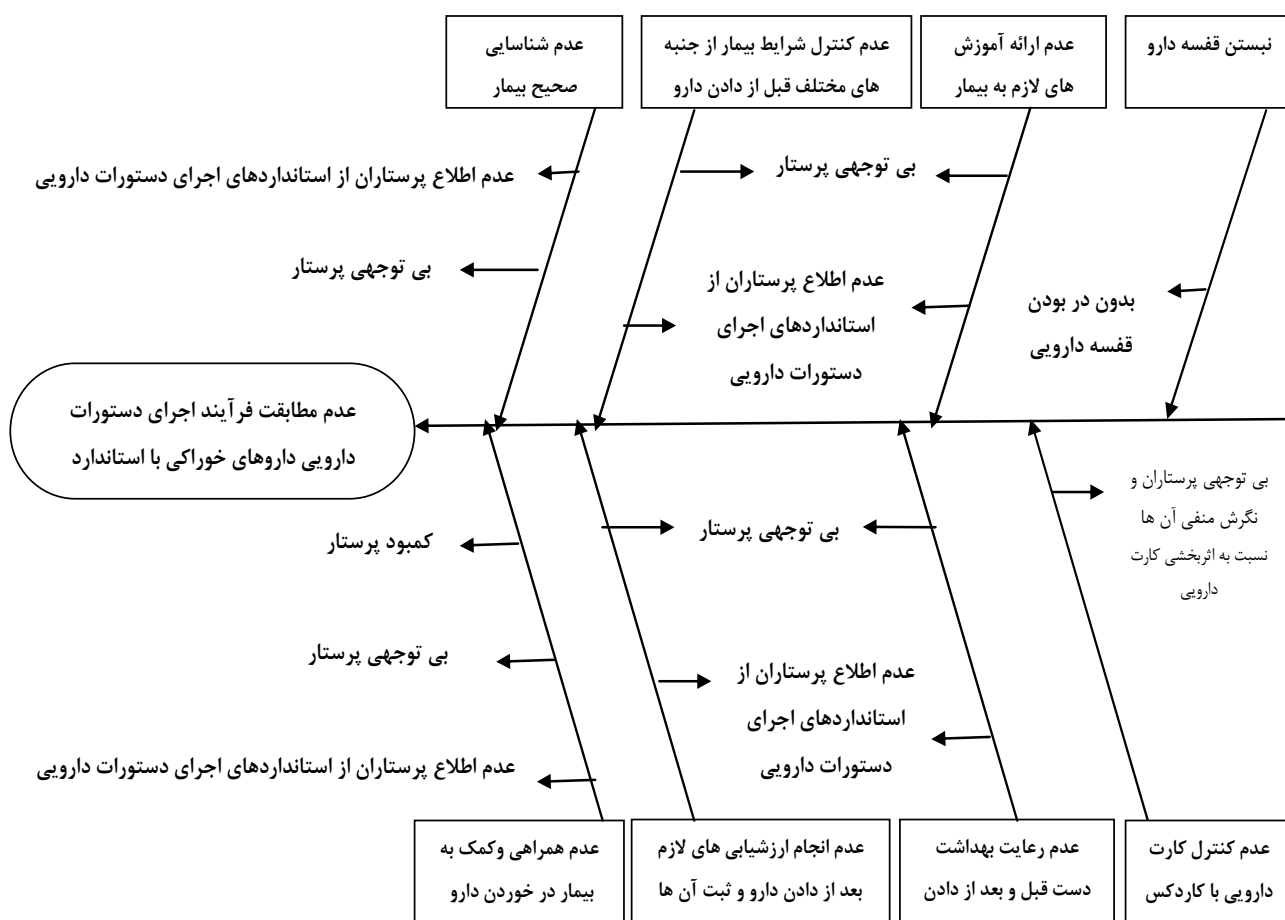 نبستن قفسه دارو
عدم ارائه آموزش
های لازم به بیمار
عدم کنترل شرایط بیمار از جنبه
های مختلف قبل از دادن دارو
عدم شناسایی
صحیح بیمار
بی توجهی پرستار
عدم اطلاع پرستاران از استانداردهای اجرای دستورات دارویی
بی توجهی پرستار
بدون در بودن
قفسه دارویی
عدم اطلاع پرستاران از
استانداردهای اجرای
دستورات دارویی
عدم مطابقت فرآیند اجرای دستورات
دارویی داروهای خوراکی با استاندارد
بی توجهی پرستاران و
نگرش منفی آن ها
نسبت به اثربخشی کارت
دارویی
بی توجهی پرستار
کمبود پرستار
بی توجهی پرستار
عدم اطلاع پرستاران از
استانداردهای اجرای
دستورات دارویی
عدم اطلاع پرستاران از استانداردهای اجرای دستورات دارویی
عدم کنترل کارت
دارویی با کاردکس
عدم رعایت بهداشت
دست قبل و بعد از دادن
عدم انجام ارزشیابی های لازم
بعد از دادن دارو و ثبت آن ها
عدم همراهی وکمک به
بیمار در خوردن دارو